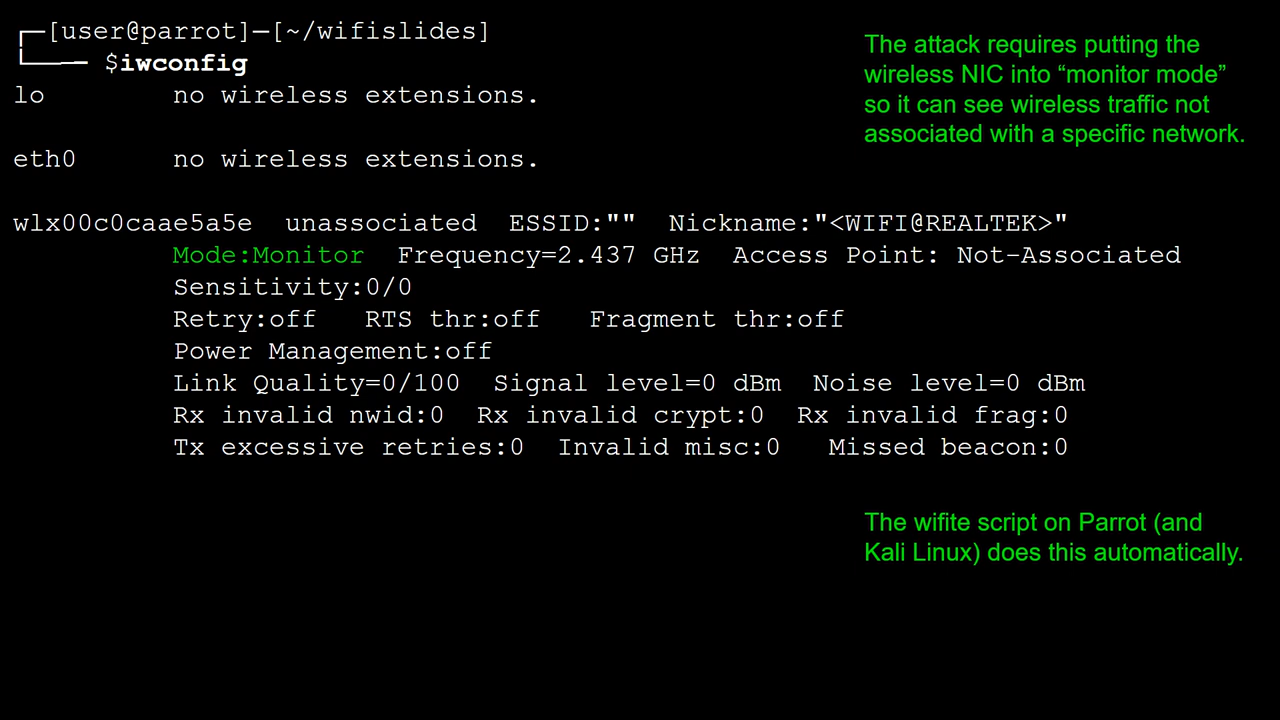 ┌─[user@parrot]─[~/wifislides]
└──── $iwconfig
lo        no wireless extensions.
eth0      no wireless extensions.
wlx00c0caae5a5e  unassociated  ESSID:""  Nickname:"<WIFI@REALTEK>"
Mode:Monitor  Frequency=2.437 GHz  Access Point: Not-Associated
Sensitivity:0/0
Retry:off   RTS thr:off   Fragment thr:off
Power Management:off
Link Quality=0/100  Signal level=0 dBm  Noise level=0 dBm
Rx invalid nwid:0  Rx invalid crypt:0  Rx invalid frag:0
Tx excessive retries:0  Invalid misc:0   Missed beacon:0
The attack requires putting the
wireless NIC into “monitor mode”
so it can see wireless traffic not
associated with a specific network.
The wifite script on Parrot (and
Kali Linux) does this automatically.